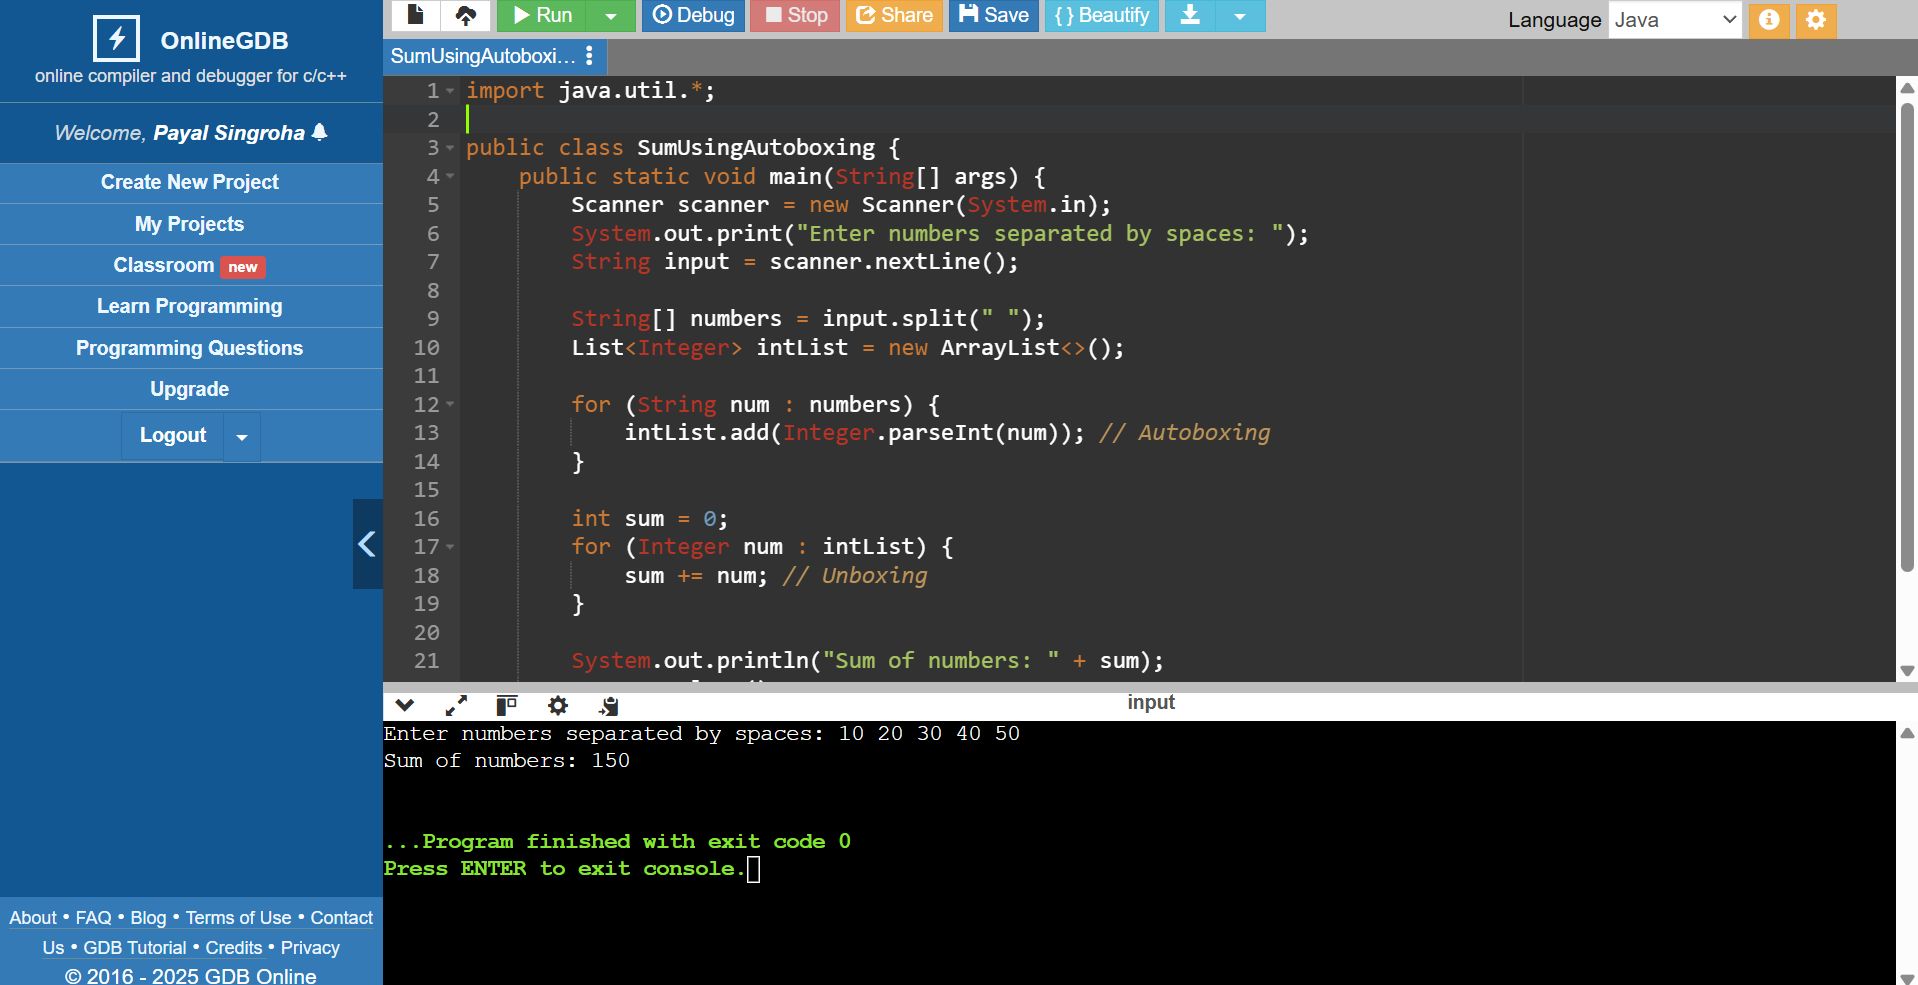 OnlineGDB
online compiler and debugger for c/c++
Welcome, Payal Singroha
Create New Project
My Projects
Classroom new
Learn Programming
Programming Questions
Upgrade
Logout
About • FAQ • Blog • Terms of Use • Contact
Us • GDB Tutorial • Credits • Privacy
© 2016 - 2025 GDB Online
Run Debug Stop Share Save { } Beautify Language Java
SumUsingAutoboxi...
1 import java.util.*;
2
3 public class SumUsingAutoboxing {
4     public static void main(String[] args) {
5         Scanner scanner = new Scanner(System.in);
6         System.out.print("Enter numbers separated by spaces: ");
7         String input = scanner.nextLine();
8
9         String[] numbers = input.split(" ");
10         List<Integer> intList = new ArrayList<>();
11
12         for (String num : numbers) {
13             intList.add(Integer.parseInt(num)); // Autoboxing
14         }
15
16         int sum = 0;
17         for (Integer num : intList) {
18             sum += num; // Unboxing
19         }
20
21         System.out.println("Sum of numbers: " + sum);
input
Enter numbers separated by spaces: 10 20 30 40 50
Sum of numbers: 150
...Program finished with exit code 0
Press ENTER to exit console.